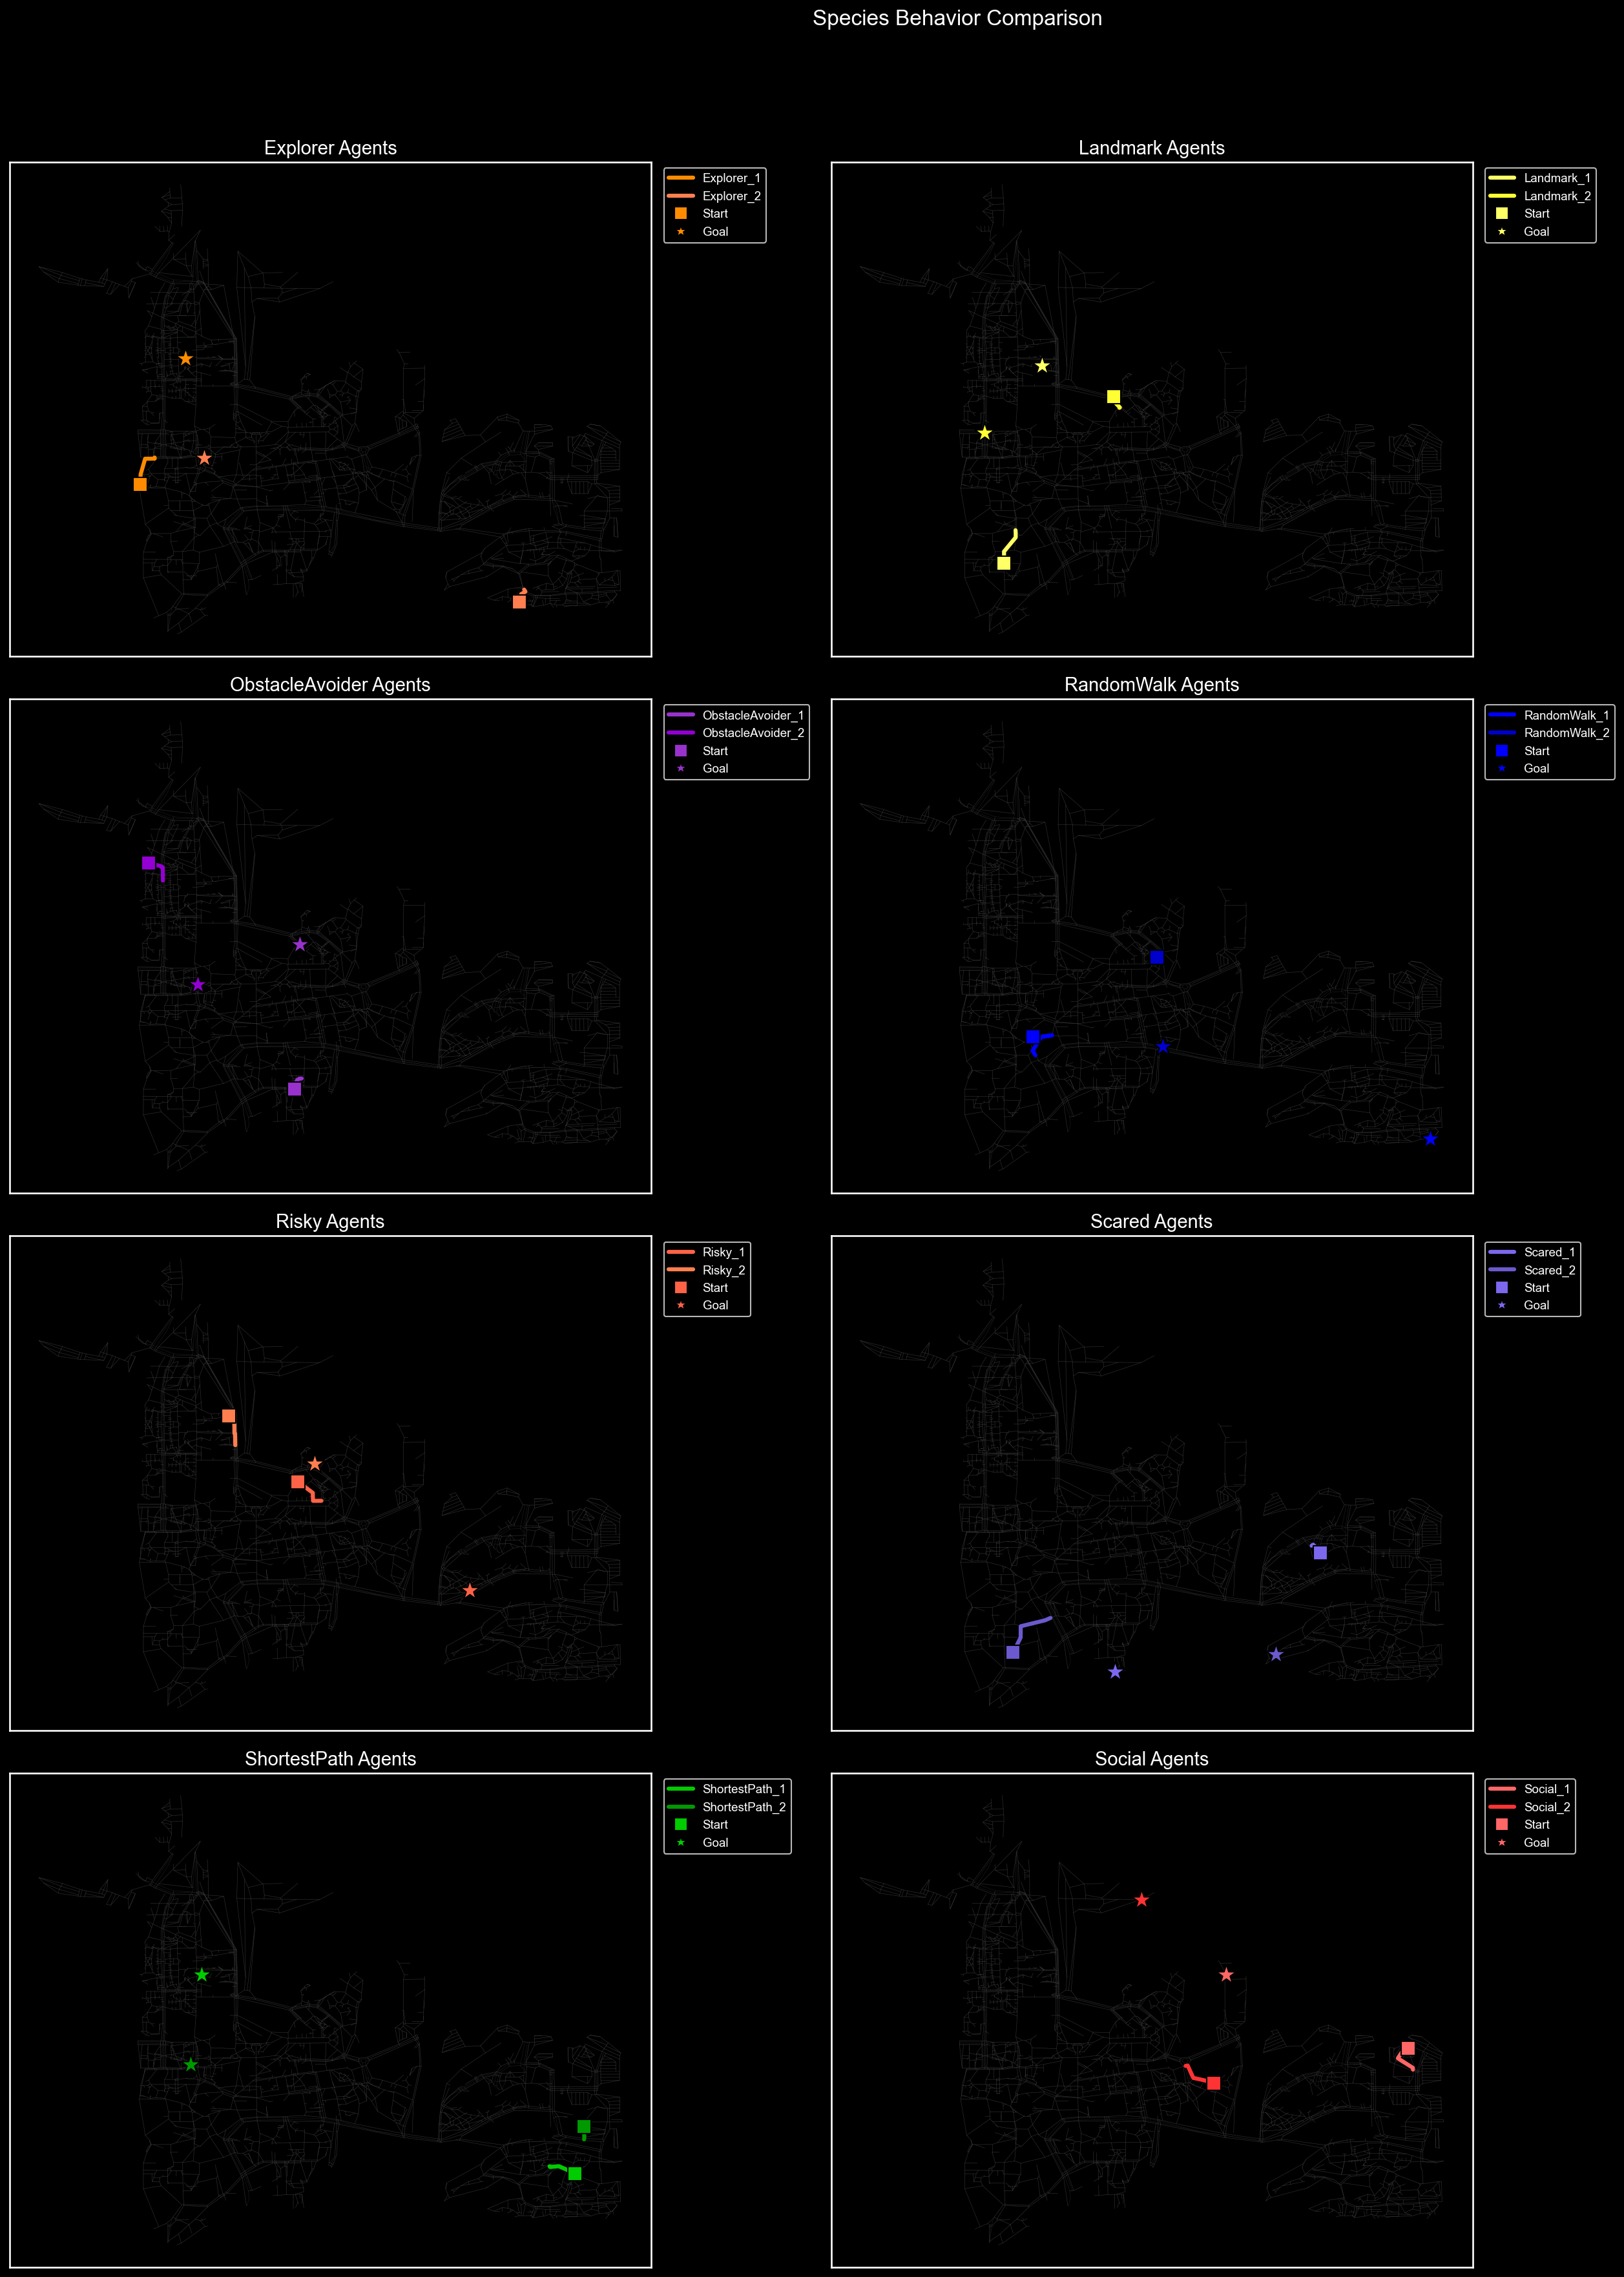 Species Behavior Comparison
Explorer Agents
Explorer_1
Explorer_2
Start
Goal
Landmark Agents
Landmark_1
Landmark_2
Start
Goal
ObstacleAvoider Agents
ObstacleAvoider_1
ObstacleAvoider_2
Start
Goal
RandomWalk Agents
RandomWalk_1
RandomWalk_2
Start
Goal
Risky Agents
Risky_1
Risky_2
Start
Goal
Scared Agents
Scared_1
Scared_2
Start
Goal
ShortestPath Agents
ShortestPath_1
ShortestPath_2
Start
Goal
Social Agents
Social_1
Social_2
Start
Goal